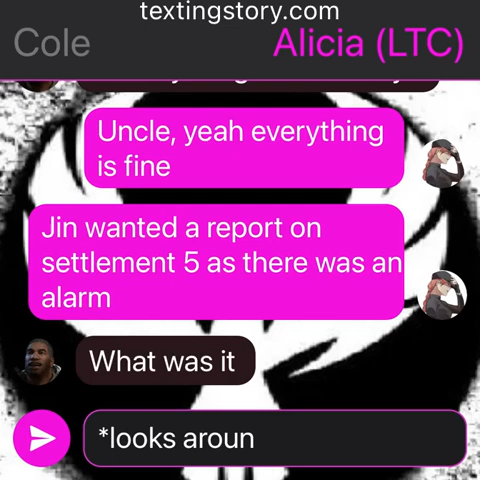 textingstory.com
Cole
Alicia (LTC)
Uncle, yeah everything
is fine
Jin wanted a report on
settlement 5 as there was an
alarm
What was it
*looks aroun